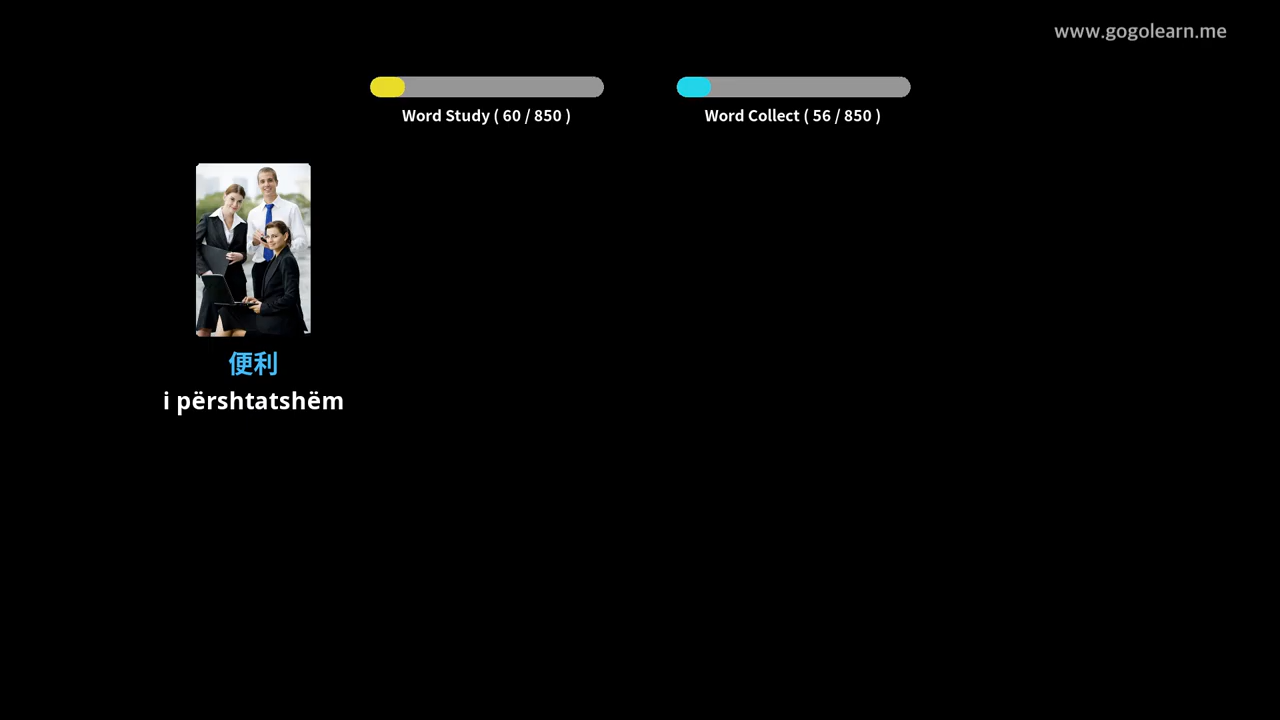 www.gogolearn.me
Word Study ( 60 / 850 )
Word Collect ( 56 / 850 )
便利
i përshtatshëm